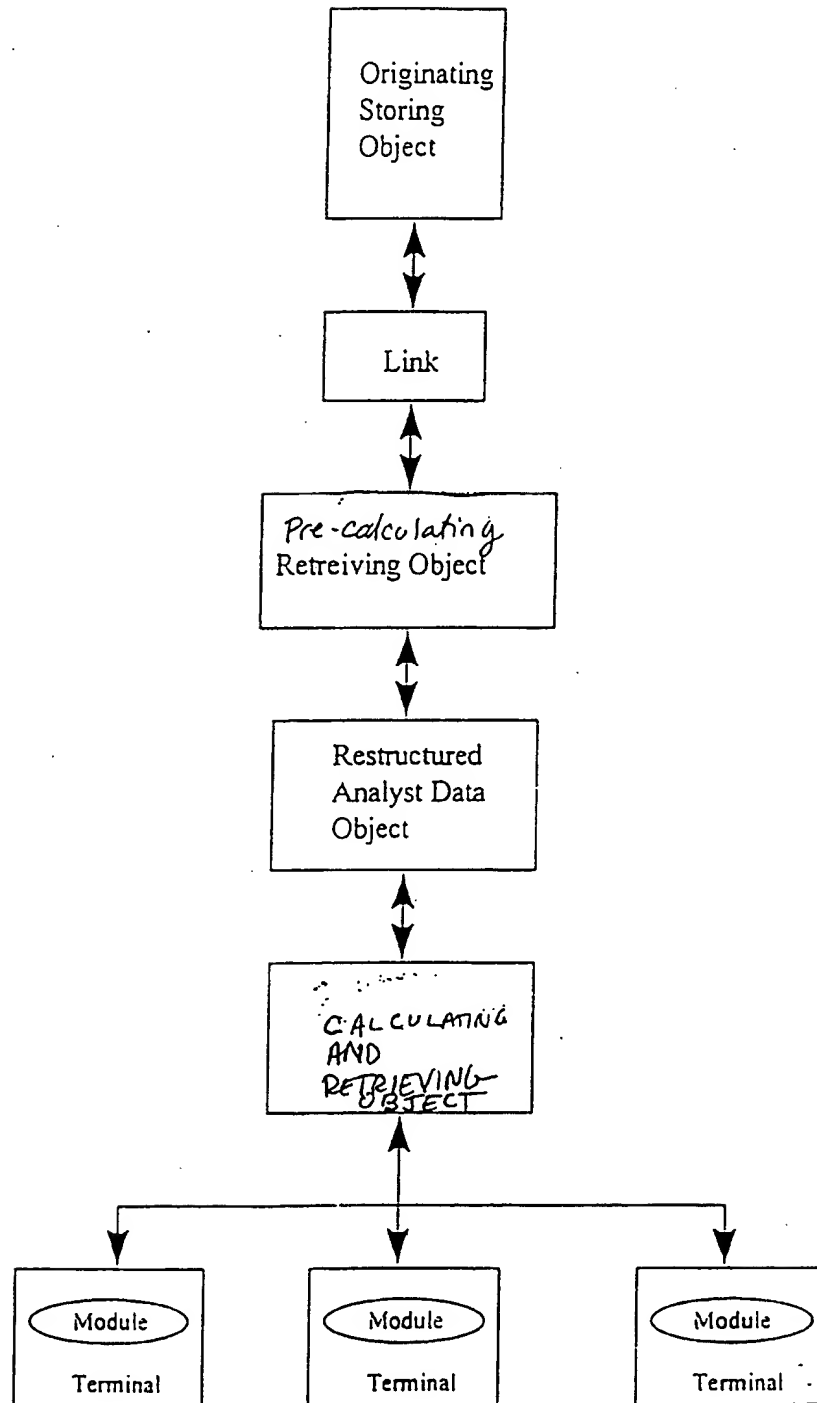 Originating
Storing
Object
Link
Pre-calculating
Retreiving Object
Restructured
Analyst Data
Object
CALCULATING
AND
RETRIEVING
OBJECT
Module
Module
Module
Terminal
Terminal
Terminal